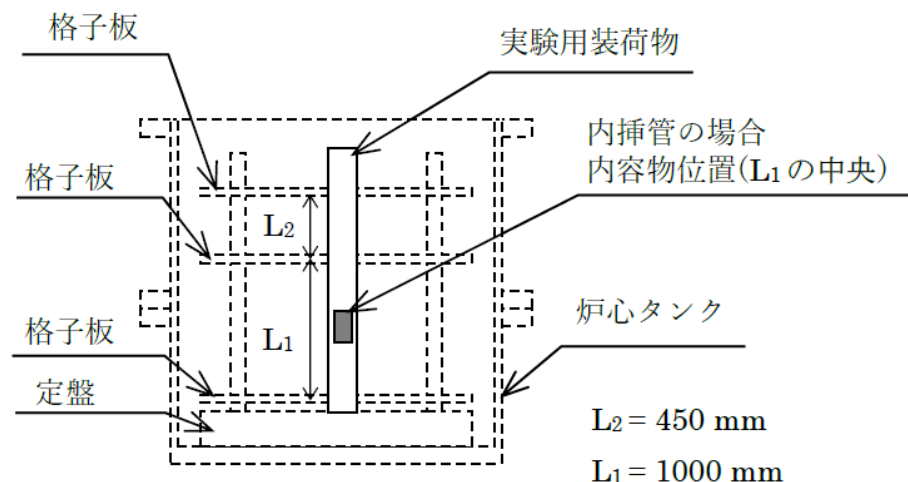 格子板
実験用装荷物
内挿管の場合
内容物位置(L1の中央)
格子板
L2
L1
炉心タンク
格子板
定盤
L2 = 450 mm
L1 = 1000 mm